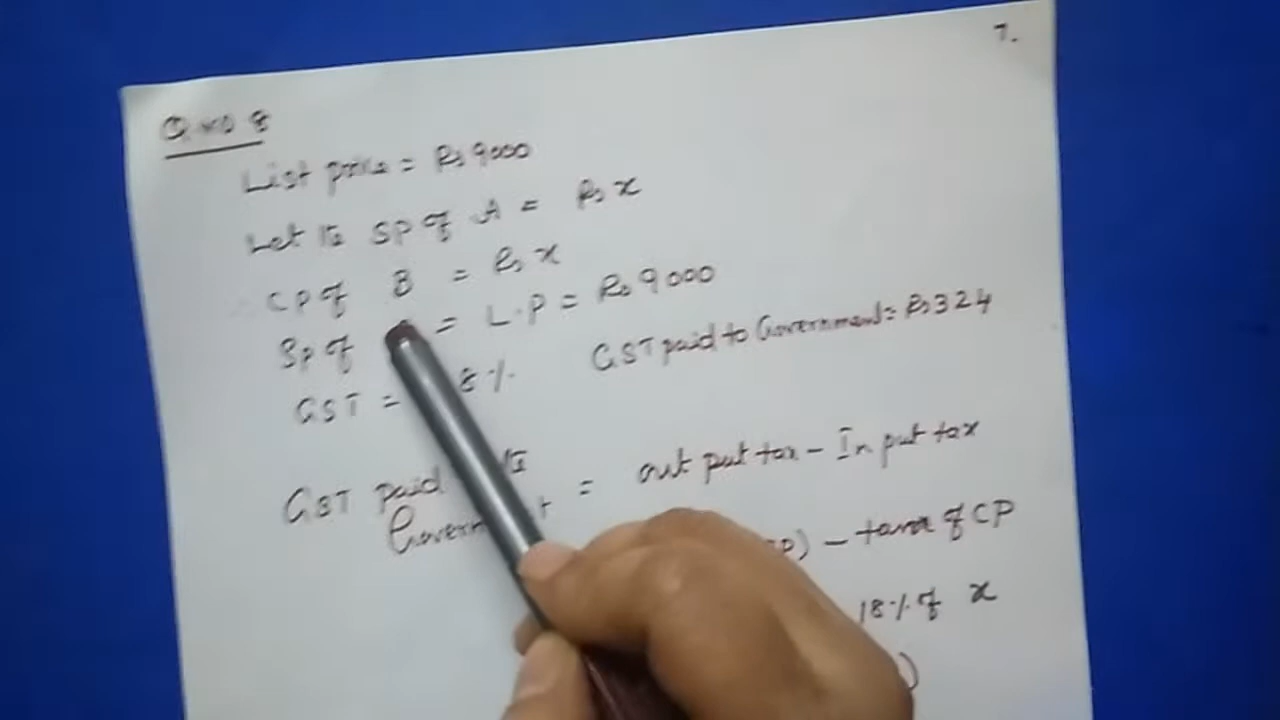 7.
Q.NO 8
List price = Rs 9000
Let the SP of A = Rs x
CP of B = Rs x
SP of = L.P = Rs 9000
GST = 8% GST paid to Government = Rs 324
GST paid
Government = out put tax - In put tax
- tax of CP
18% of x
)